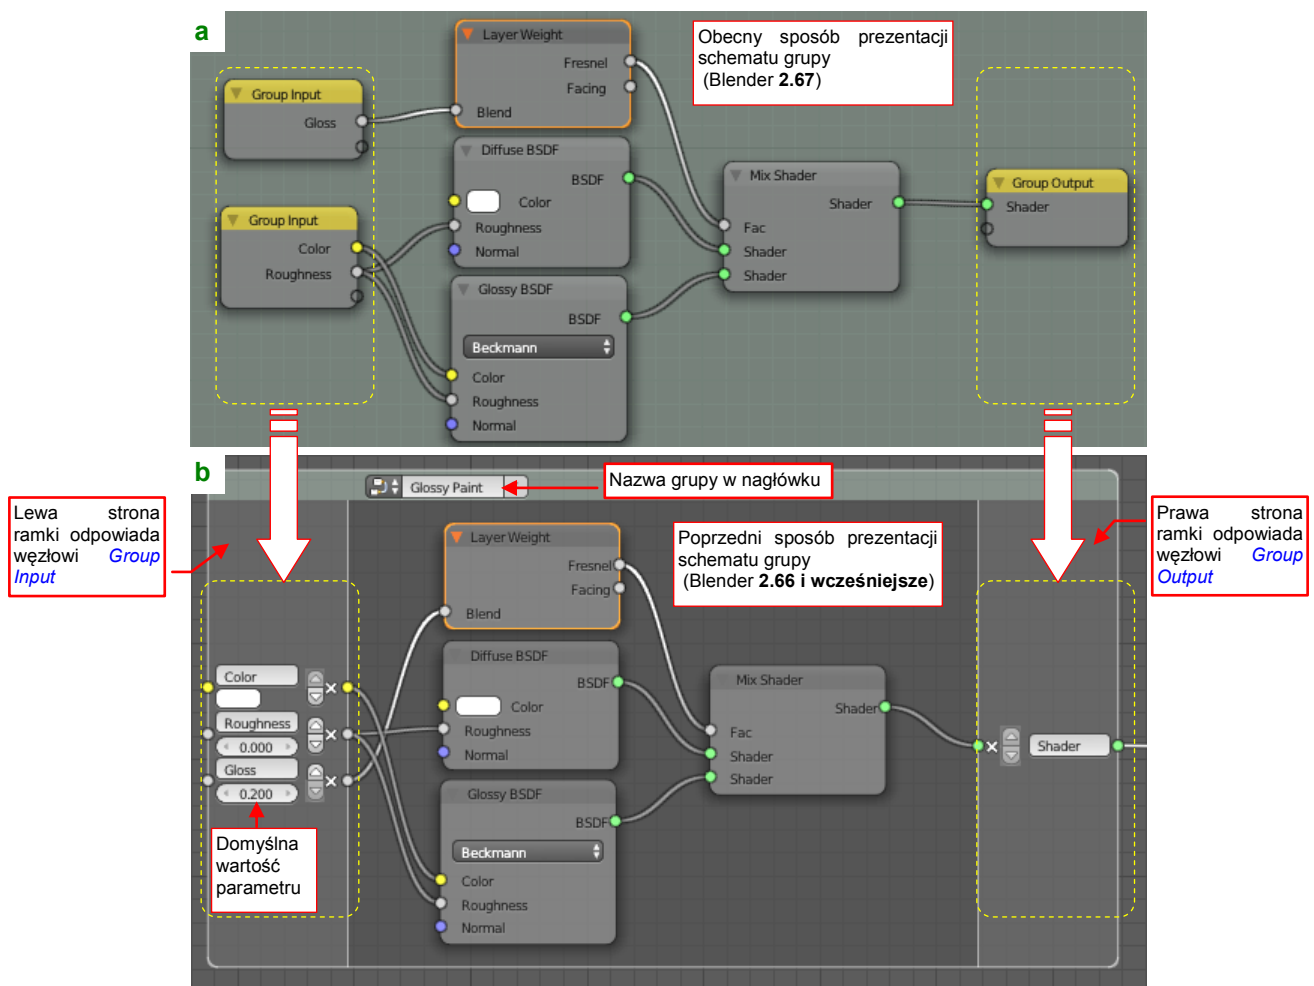 a
Layer Weight
Fresnel
Facing
Blend
Obecny sposób prezentacji
schematu grupy
(Blender 2.67)
Group Input
Gloss
Diffuse BSDF
BSDF
Color
Roughness
Normal
Mix Shader
Shader
Fac
Shader
Shader
Group Output
Shader
Group Input
Color
Roughness
Glossy BSDF
BSDF
Beckmann
Color
Roughness
Normal
b
Glossy Paint
Nazwa grupy w nagłówku
Lewa strona
ramki odpowiada
węzłowi Group
Input
Prawa strona
ramki odpowiada
węzłowi Group
Output
Layer Weight
Fresnel
Facing
Blend
Poprzedni sposób prezentacji
schematu grupy
(Blender 2.66 i wcześniejsze)
Color
Roughness
0.000
Gloss
0.200
Domyślna
wartość
parametru
Diffuse BSDF
BSDF
Color
Roughness
Normal
Mix Shader
Shader
Fac
Shader
Shader
Shader
Glossy BSDF
BSDF
Beckmann
Color
Roughness
Normal